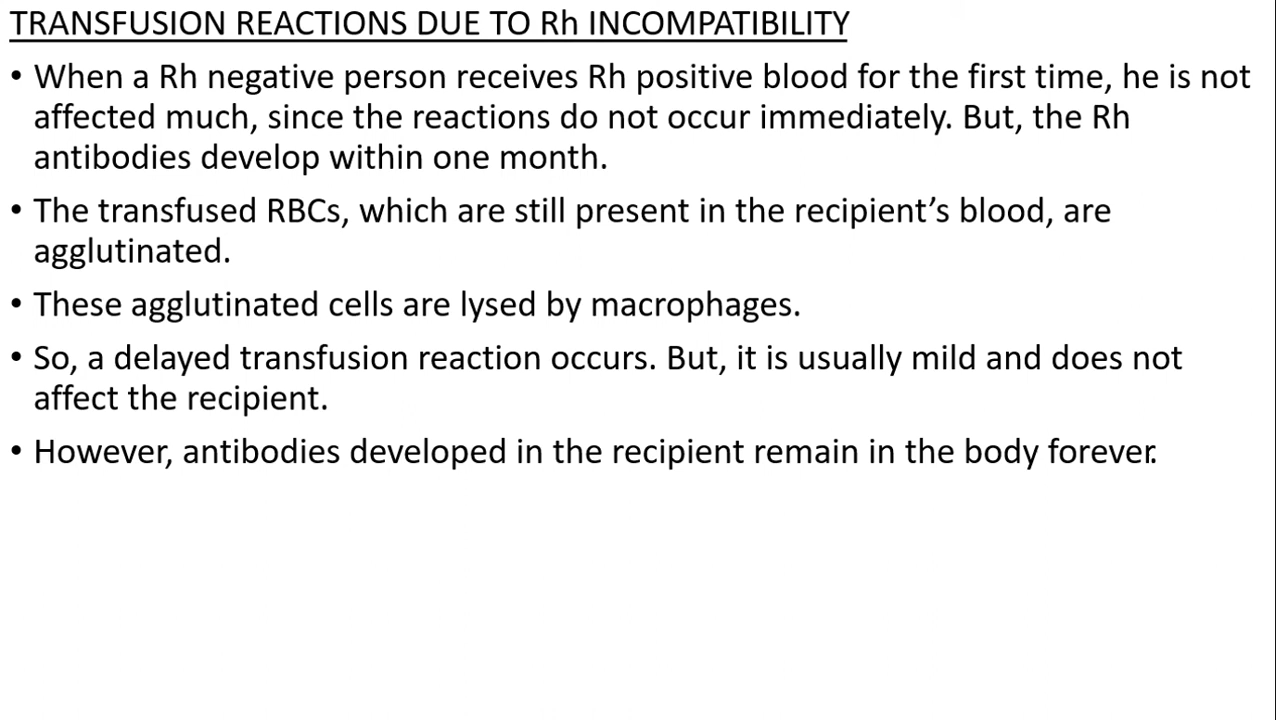 TRANSFUSION REACTIONS DUE TO Rh INCOMPATIBILITY
• When a Rh negative person receives Rh positive blood for the first time, he is not
affected much, since the reactions do not occur immediately. But, the Rh
antibodies develop within one month.
• The transfused RBCs, which are still present in the recipient’s blood, are
agglutinated.
• These agglutinated cells are lysed by macrophages.
• So, a delayed transfusion reaction occurs. But, it is usually mild and does not
affect the recipient.
• However, antibodies developed in the recipient remain in the body forever.